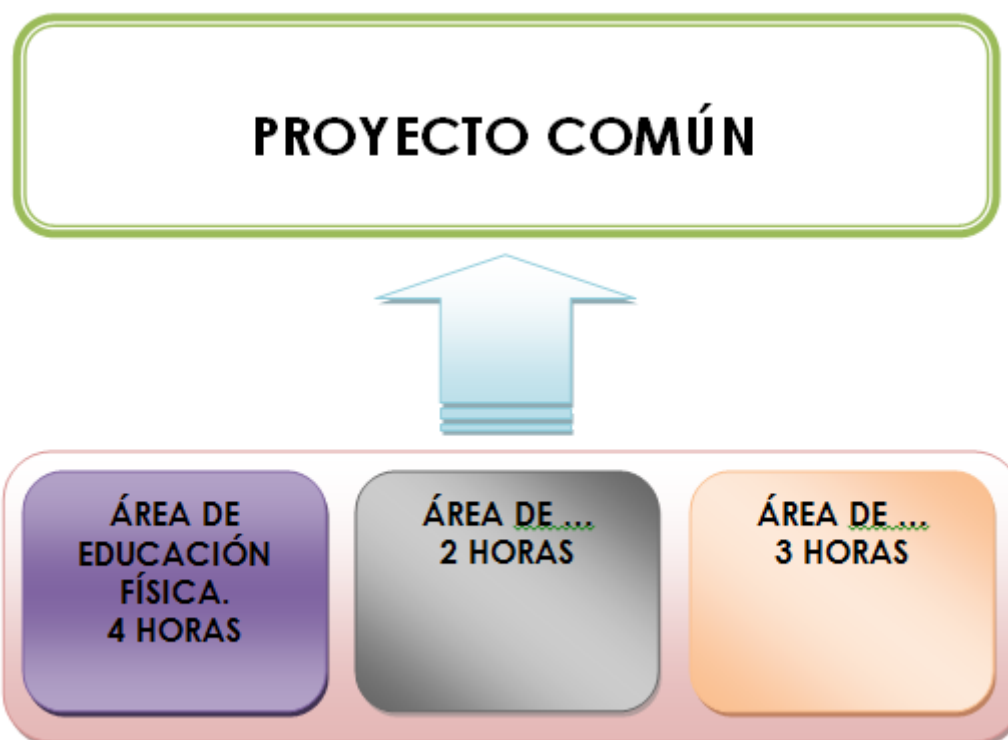 PROYECTO COMÚN
ÁREA DE
EDUCACIÓN
FÍSICA.
4 HORAS
ÁREA DE ...
2 HORAS
ÁREA DE ...
3 HORAS